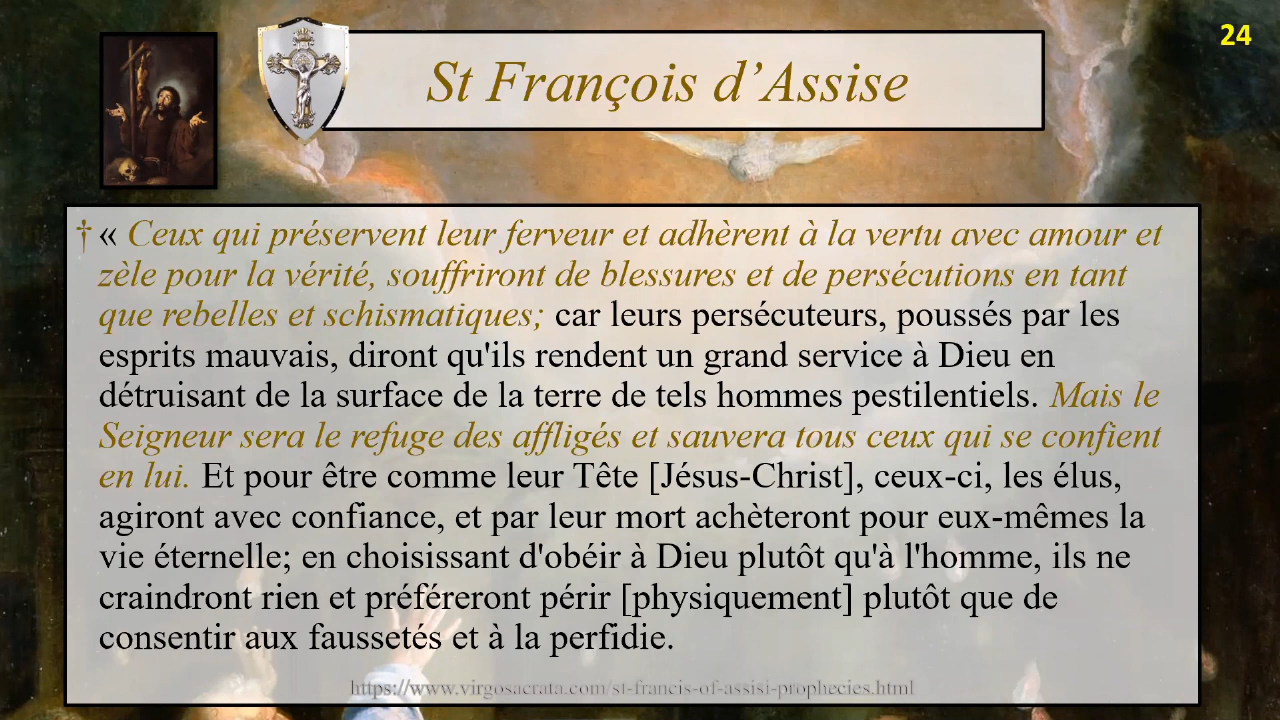 24
St François d’Assise
† « Ceux qui préservent leur ferveur et adhèrent à la vertu avec amour et
zèle pour la vérité, souffriront de blessures et de persécutions en tant
que rebelles et schismatiques; car leurs persécuteurs, poussés par les
esprits mauvais, diront qu'ils rendent un grand service à Dieu en
détruisant de la surface de la terre de tels hommes pestilentiels. Mais le
Seigneur sera le refuge des affligés et sauvera tous ceux qui se confient
en lui. Et pour être comme leur Tête [Jésus-Christ], ceux-ci, les élus,
agiront avec confiance, et par leur mort achèteront pour eux-mêmes la
vie éternelle; en choisissant d'obéir à Dieu plutôt qu'à l'homme, ils ne
craindront rien et préféreront périr [physiquement] plutôt que de
consentir aux faussetés et à la perfidie.
https://www.virgosacrata.com/st-francis-of-assisi-prophecies.html